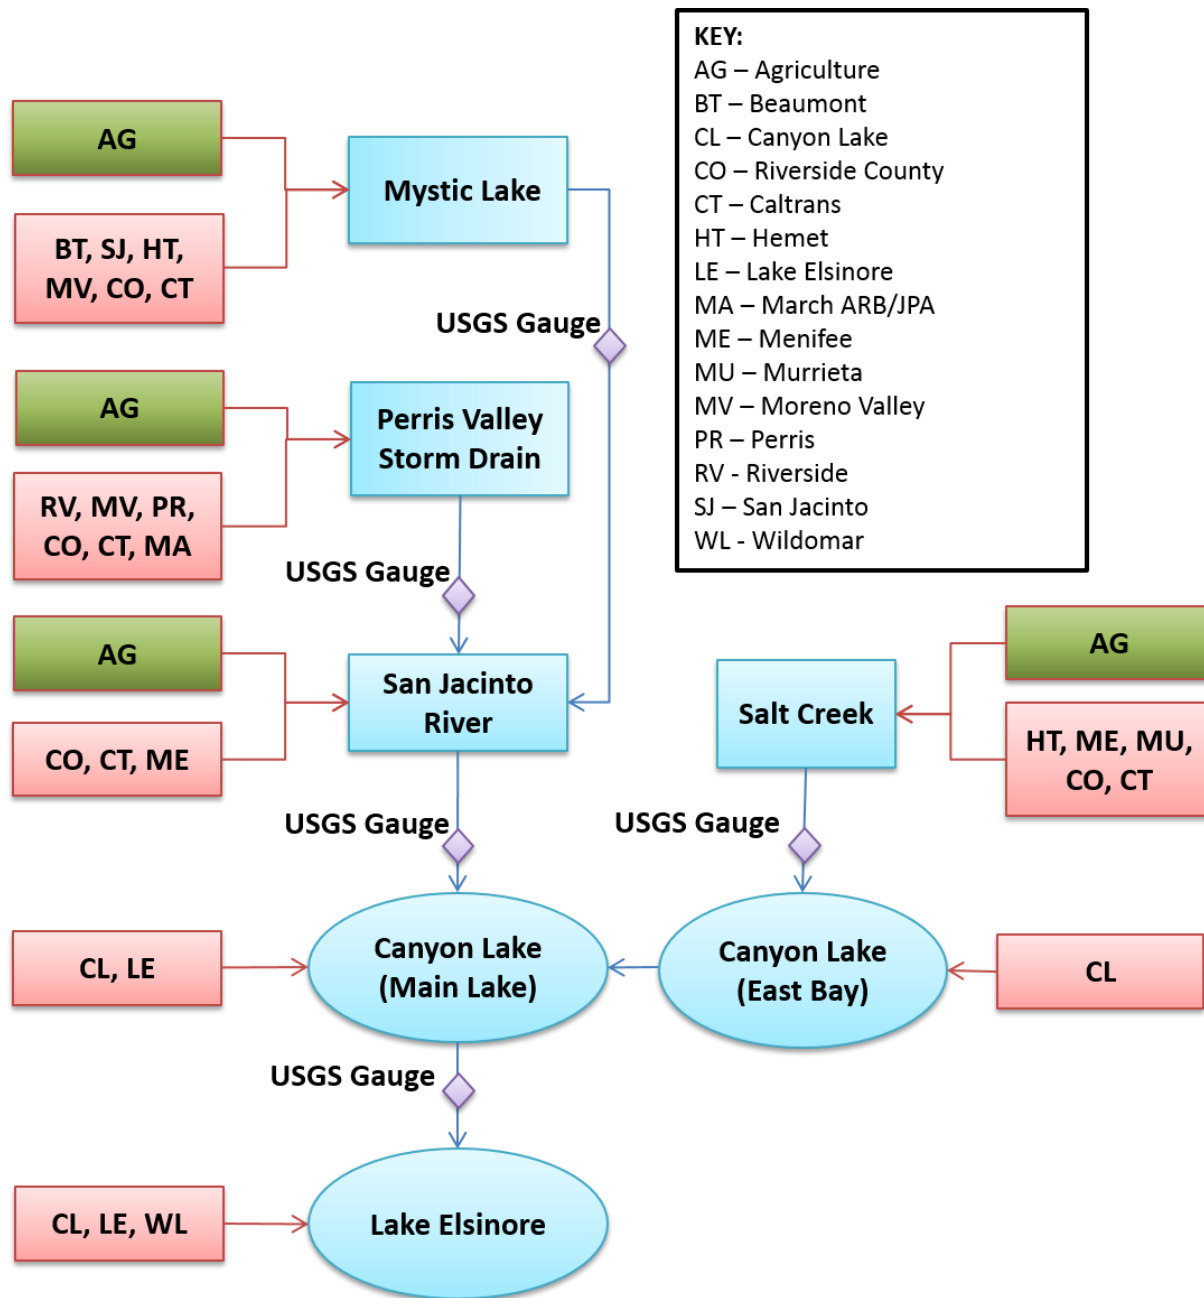 KEY:
AG – Agriculture
BT – Beaumont
CL – Canyon Lake
CO – Riverside County
CT – Caltrans
HT – Hemet
LE – Lake Elsinore
MA – March ARB/JPA
ME – Menifee
MU – Murrieta
MV – Moreno Valley
PR – Perris
RV - Riverside
SJ – San Jacinto
WL - Wildomar
AG
Mystic Lake
BT, SJ, HT,
MV, CO, CT
USGS Gauge
AG
Perris Valley
Storm Drain
RV, MV, PR,
CO, CT, MA
USGS Gauge
AG
San Jacinto
River
CO, CT, ME
AG
Salt Creek
HT, ME, MU,
CO, CT
USGS Gauge
USGS Gauge
CL, LE
Canyon Lake
(Main Lake)
Canyon Lake
(East Bay)
CL
USGS Gauge
CL, LE, WL
Lake Elsinore